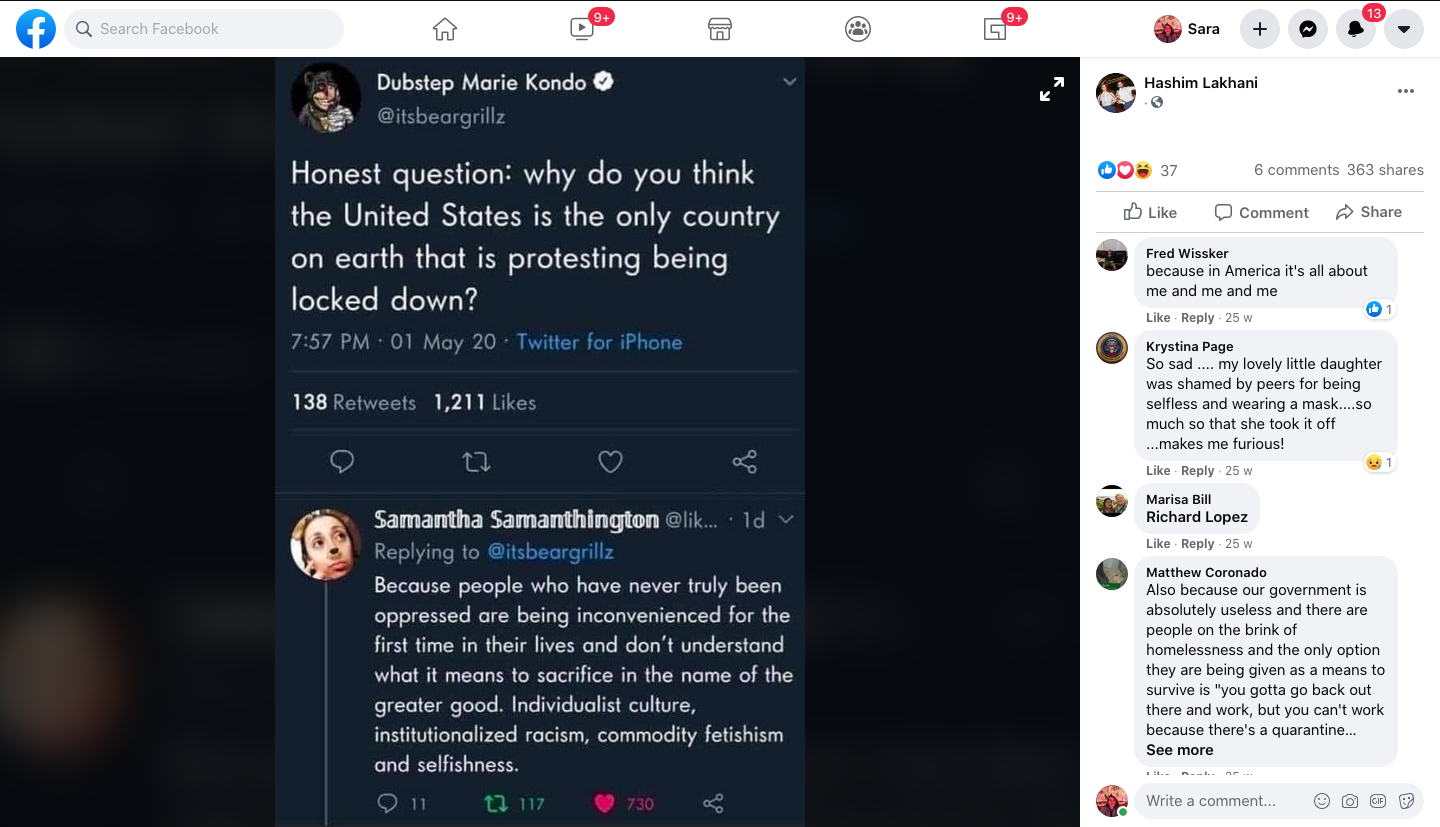 Search Facebook
9+
9+
Sara
13
Dubstep Marie Kondo
@itsbeargrillz
Honest question: why do you think
the United States is the only country
on earth that is protesting being
locked down?
7:57 PM · 01 May 20 · Twitter for iPhone
138 Retweets 1,211 Likes
Samantha Samanthington @lik... · 1d
Replying to @itsbeargrillz
Because people who have never truly been
oppressed are being inconvenienced for the
first time in their lives and don't understand
what it means to sacrifice in the name of the
greater good. Individualist culture,
institutionalized racism, commodity fetishism
and selfishness.
11 117 730
Hashim Lakhani
37 6 comments 363 shares
Like Comment Share
Fred Wissker
because in America it's all about
me and me and me
1
Like · Reply · 25 w
Krystina Page
So sad .... my lovely little daughter
was shamed by peers for being
selfless and wearing a mask....so
much so that she took it off
...makes me furious!
1
Like · Reply · 25 w
Marisa Bill
Richard Lopez
Like · Reply · 25 w
Matthew Coronado
Also because our government is
absolutely useless and there are
people on the brink of
homelessness and the only option
they are being given as a means to
survive is "you gotta go back out
there and work, but you can't work
because there's a quarantine...
See more
Like · Reply · 25 w
Write a comment...
GIF